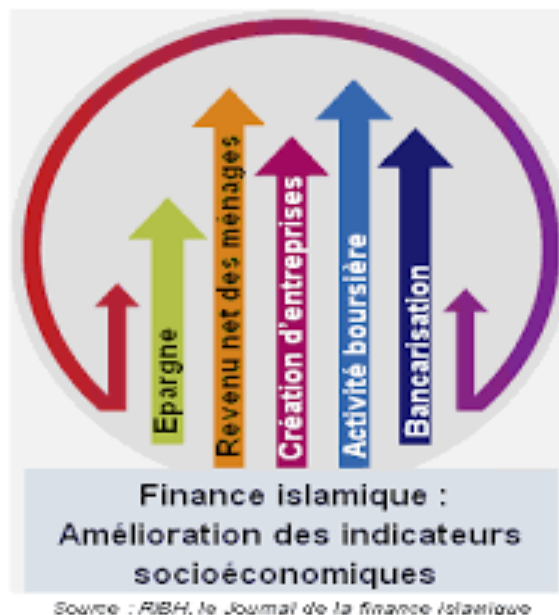 Epargne
Revenu net des ménages
Création d'entreprises
Activité boursière
Bancarisation
Finance islamique :
Amélioration des indicateurs
socioéconomiques
Source : RIBH, le Journal de la finance islamique